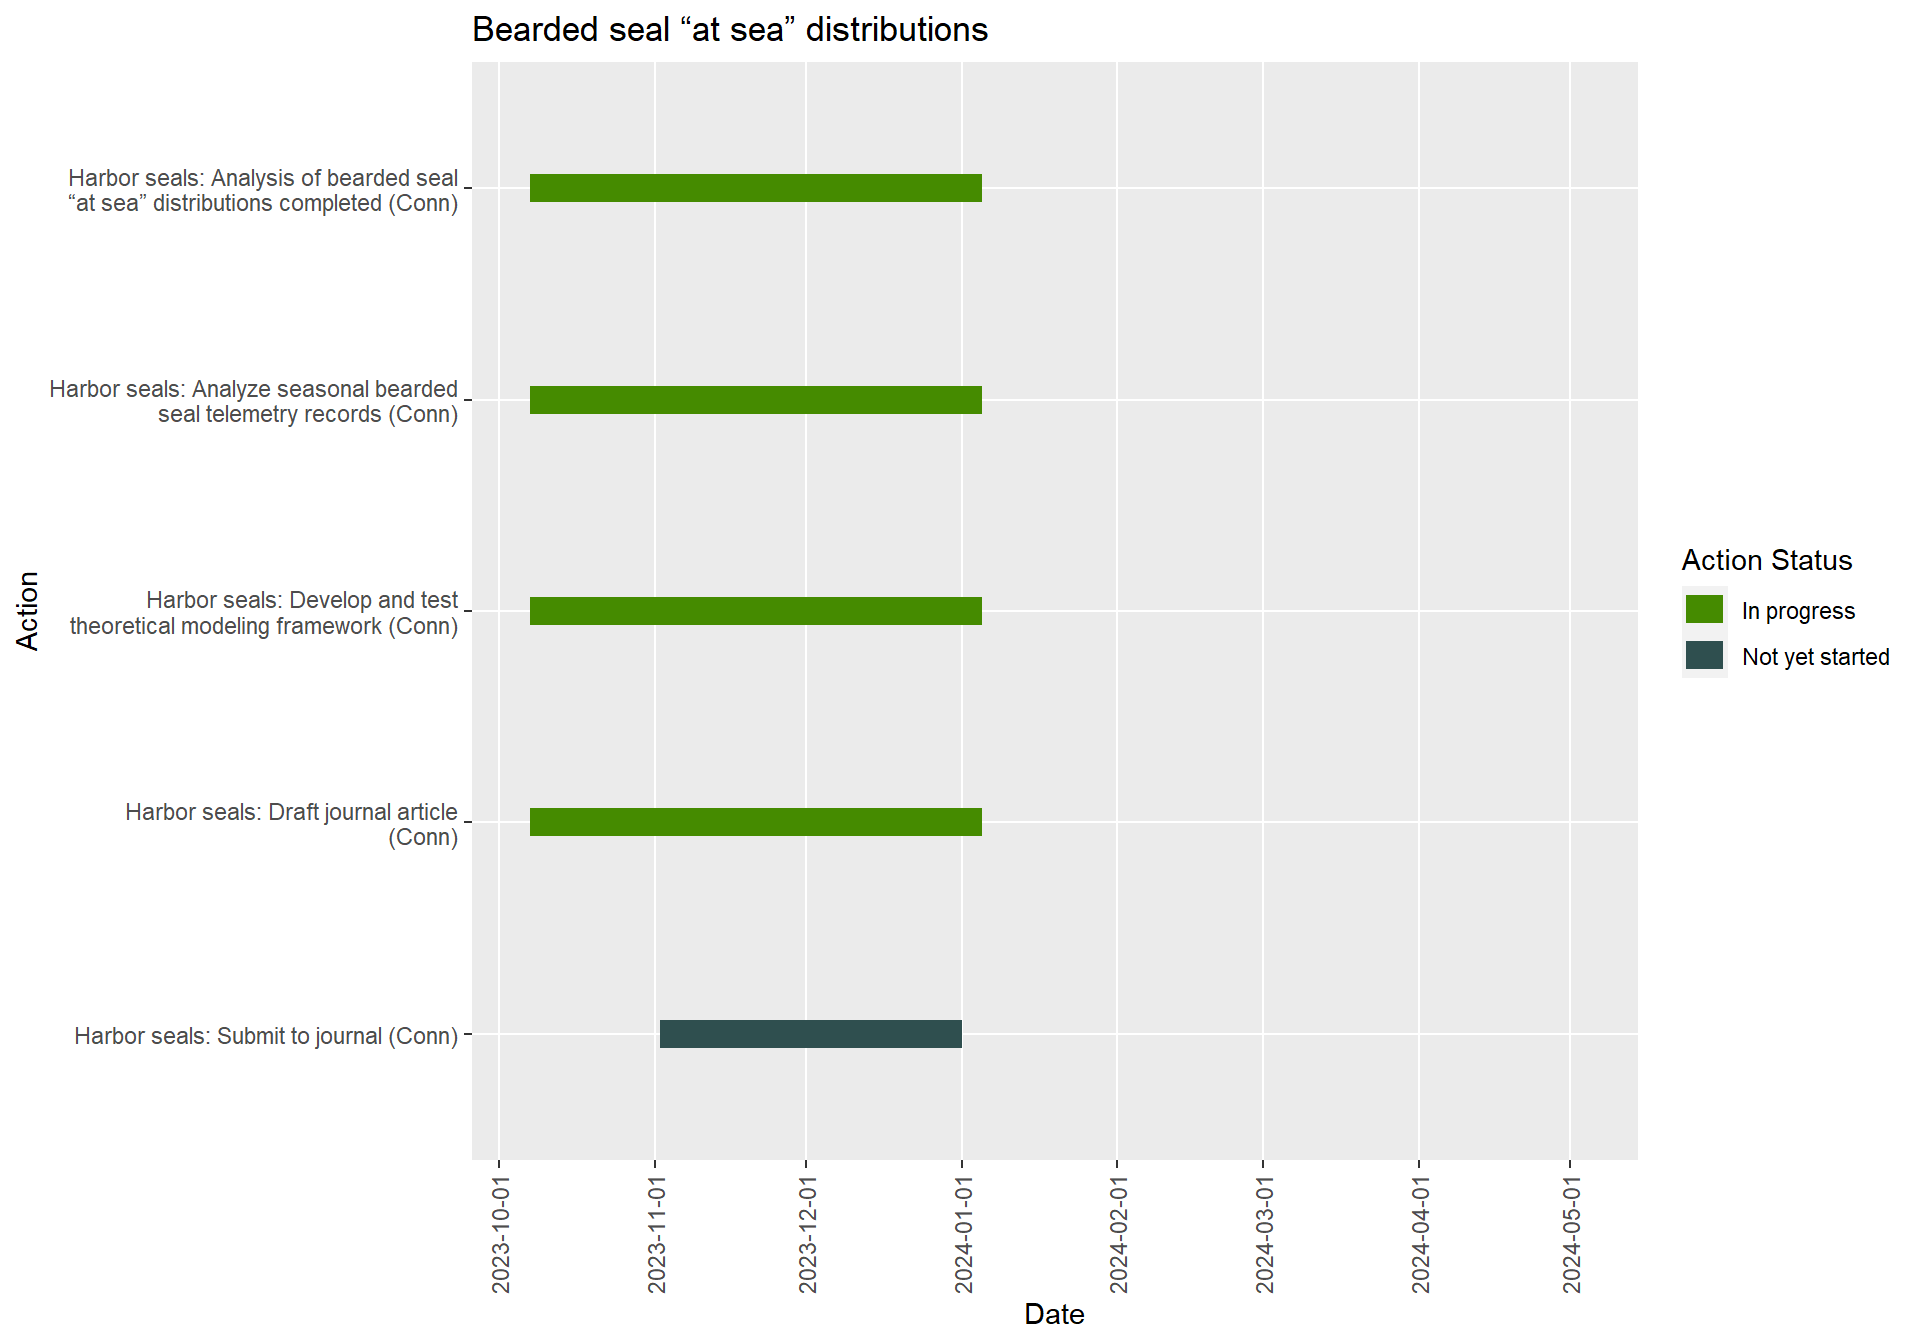 Bearded seal “at sea” distributions
Harbor seals: Analysis of bearded seal
“at sea” distributions completed (Conn)
Harbor seals: Analyze seasonal bearded
seal telemetry records (Conn)
Harbor seals: Develop and test
theoretical modeling framework (Conn)
Harbor seals: Draft journal article
(Conn)
Harbor seals: Submit to journal (Conn)
Action
2023-10-01
2023-11-01
2023-12-01
2024-01-01
2024-02-01
2024-03-01
2024-04-01
2024-05-01
Date
Action Status
In progress
Not yet started